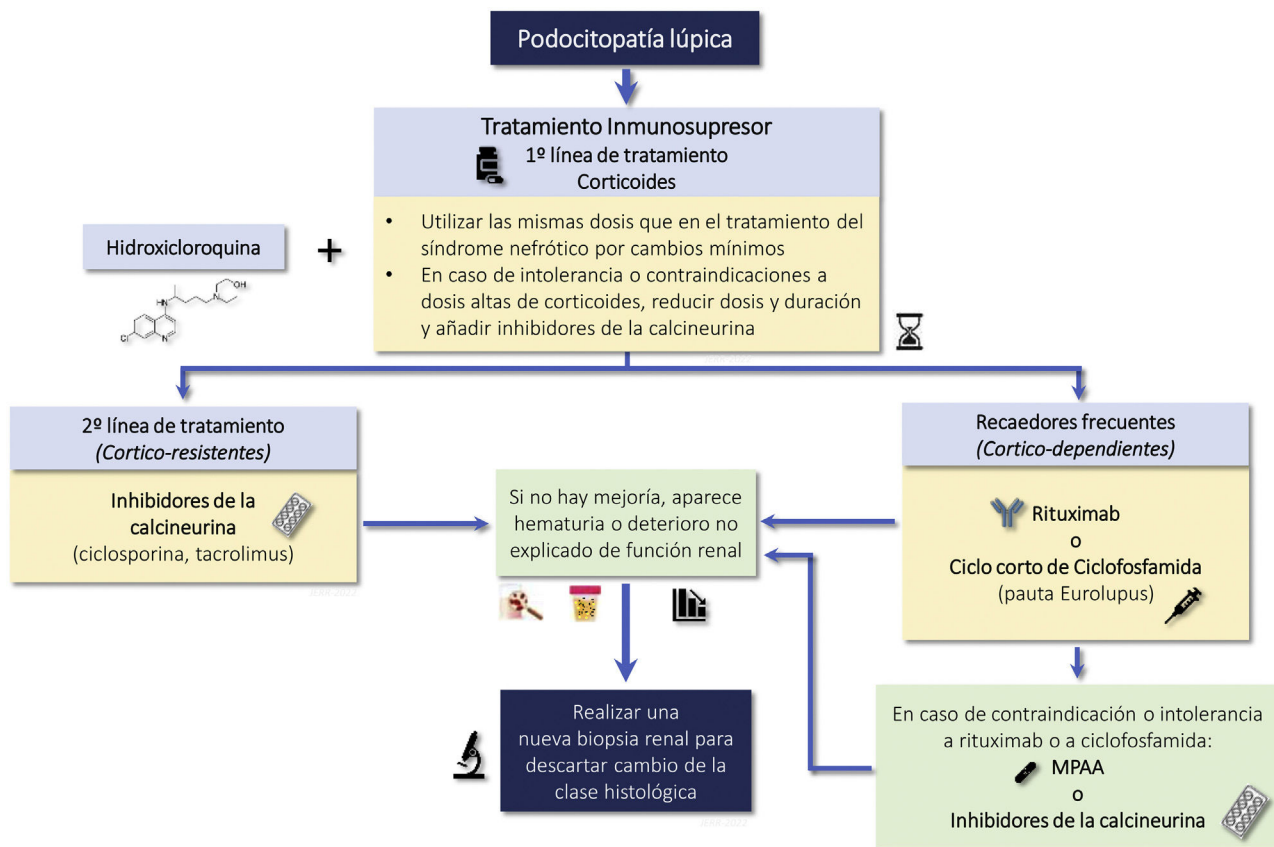 Podocitopatía lúpica
Tratamiento Inmunosupresor
1º línea de tratamiento
Corticoides
• Utilizar las mismas dosis que en el tratamiento del
síndrome nefrótico por cambios mínimos
• En caso de intolerancia o contraindicaciones a
dosis altas de corticoides, reducir dosis y duración
y añadir inhibidores de la calcineurina
Hidroxicloroquina
+
OH
N
HN
Cl
N
2º línea de tratamiento
(Cortico-resistentes)
Inhibidores de la
calcineurina
(ciclosporina, tacrolimus)
Si no hay mejoría, aparece
hematuria o deterioro no
explicado de función renal
Recaedores frecuentes
(Cortico-dependientes)
Rituximab
o
Ciclo corto de Ciclofosfamida
(pauta Eurolupus)
Realizar una
nueva biopsia renal para
descartar cambio de la
clase histológica
En caso de contraindicación o intolerancia
a rituximab o a ciclofosfamida:
MPAA
o
Inhibidores de la calcineurina